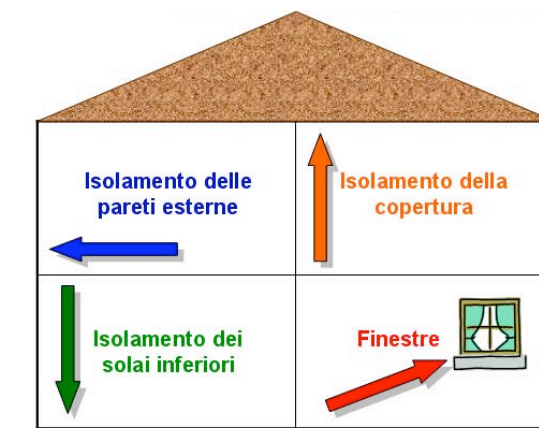 Isolamento delle
pareti esterne
Isolamento della
copertura
Isolamento dei
solai inferiori
Finestre